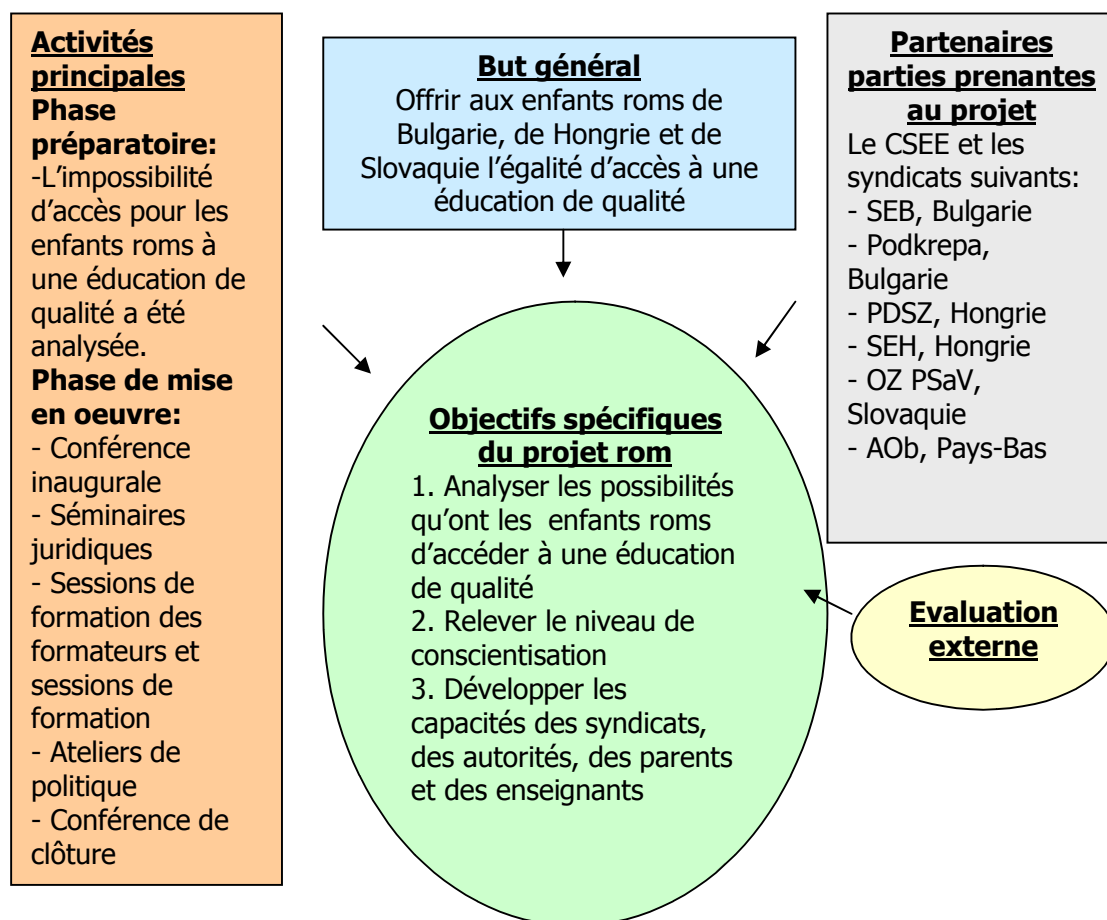 Activités
principales
Phase
préparatoire:
-L'impossibilité
d'accès pour les
enfants roms à
une éducation de
qualité a été
analysée.
Phase de mise
en oeuvre:
- Conférence
inaugurale
- Séminaires
juridiques
- Sessions de
formation des
formateurs et
sessions de
formation
- Ateliers de
politique
- Conférence de
clôture
But général
Offrir aux enfants roms de
Bulgarie, de Hongrie et de
Slovaquie l'égalité d'accès à une
éducation de qualité
Objectifs spécifiques
du projet rom
1. Analyser les possibilités
qu'ont les enfants roms
d'accéder à une éducation
de qualité
2. Relever le niveau de
conscientisation
3. Développer les
capacités des syndicats,
des autorités, des parents
et des enseignants
Partenaires
parties prenantes
au projet
Le CSEE et les
syndicats suivants:
- SEB, Bulgarie
- Podkrepa,
Bulgarie
- PDSZ, Hongrie
- SEH, Hongrie
- OZ PSaV,
Slovaquie
- AOb, Pays-Bas
Evaluation
externe